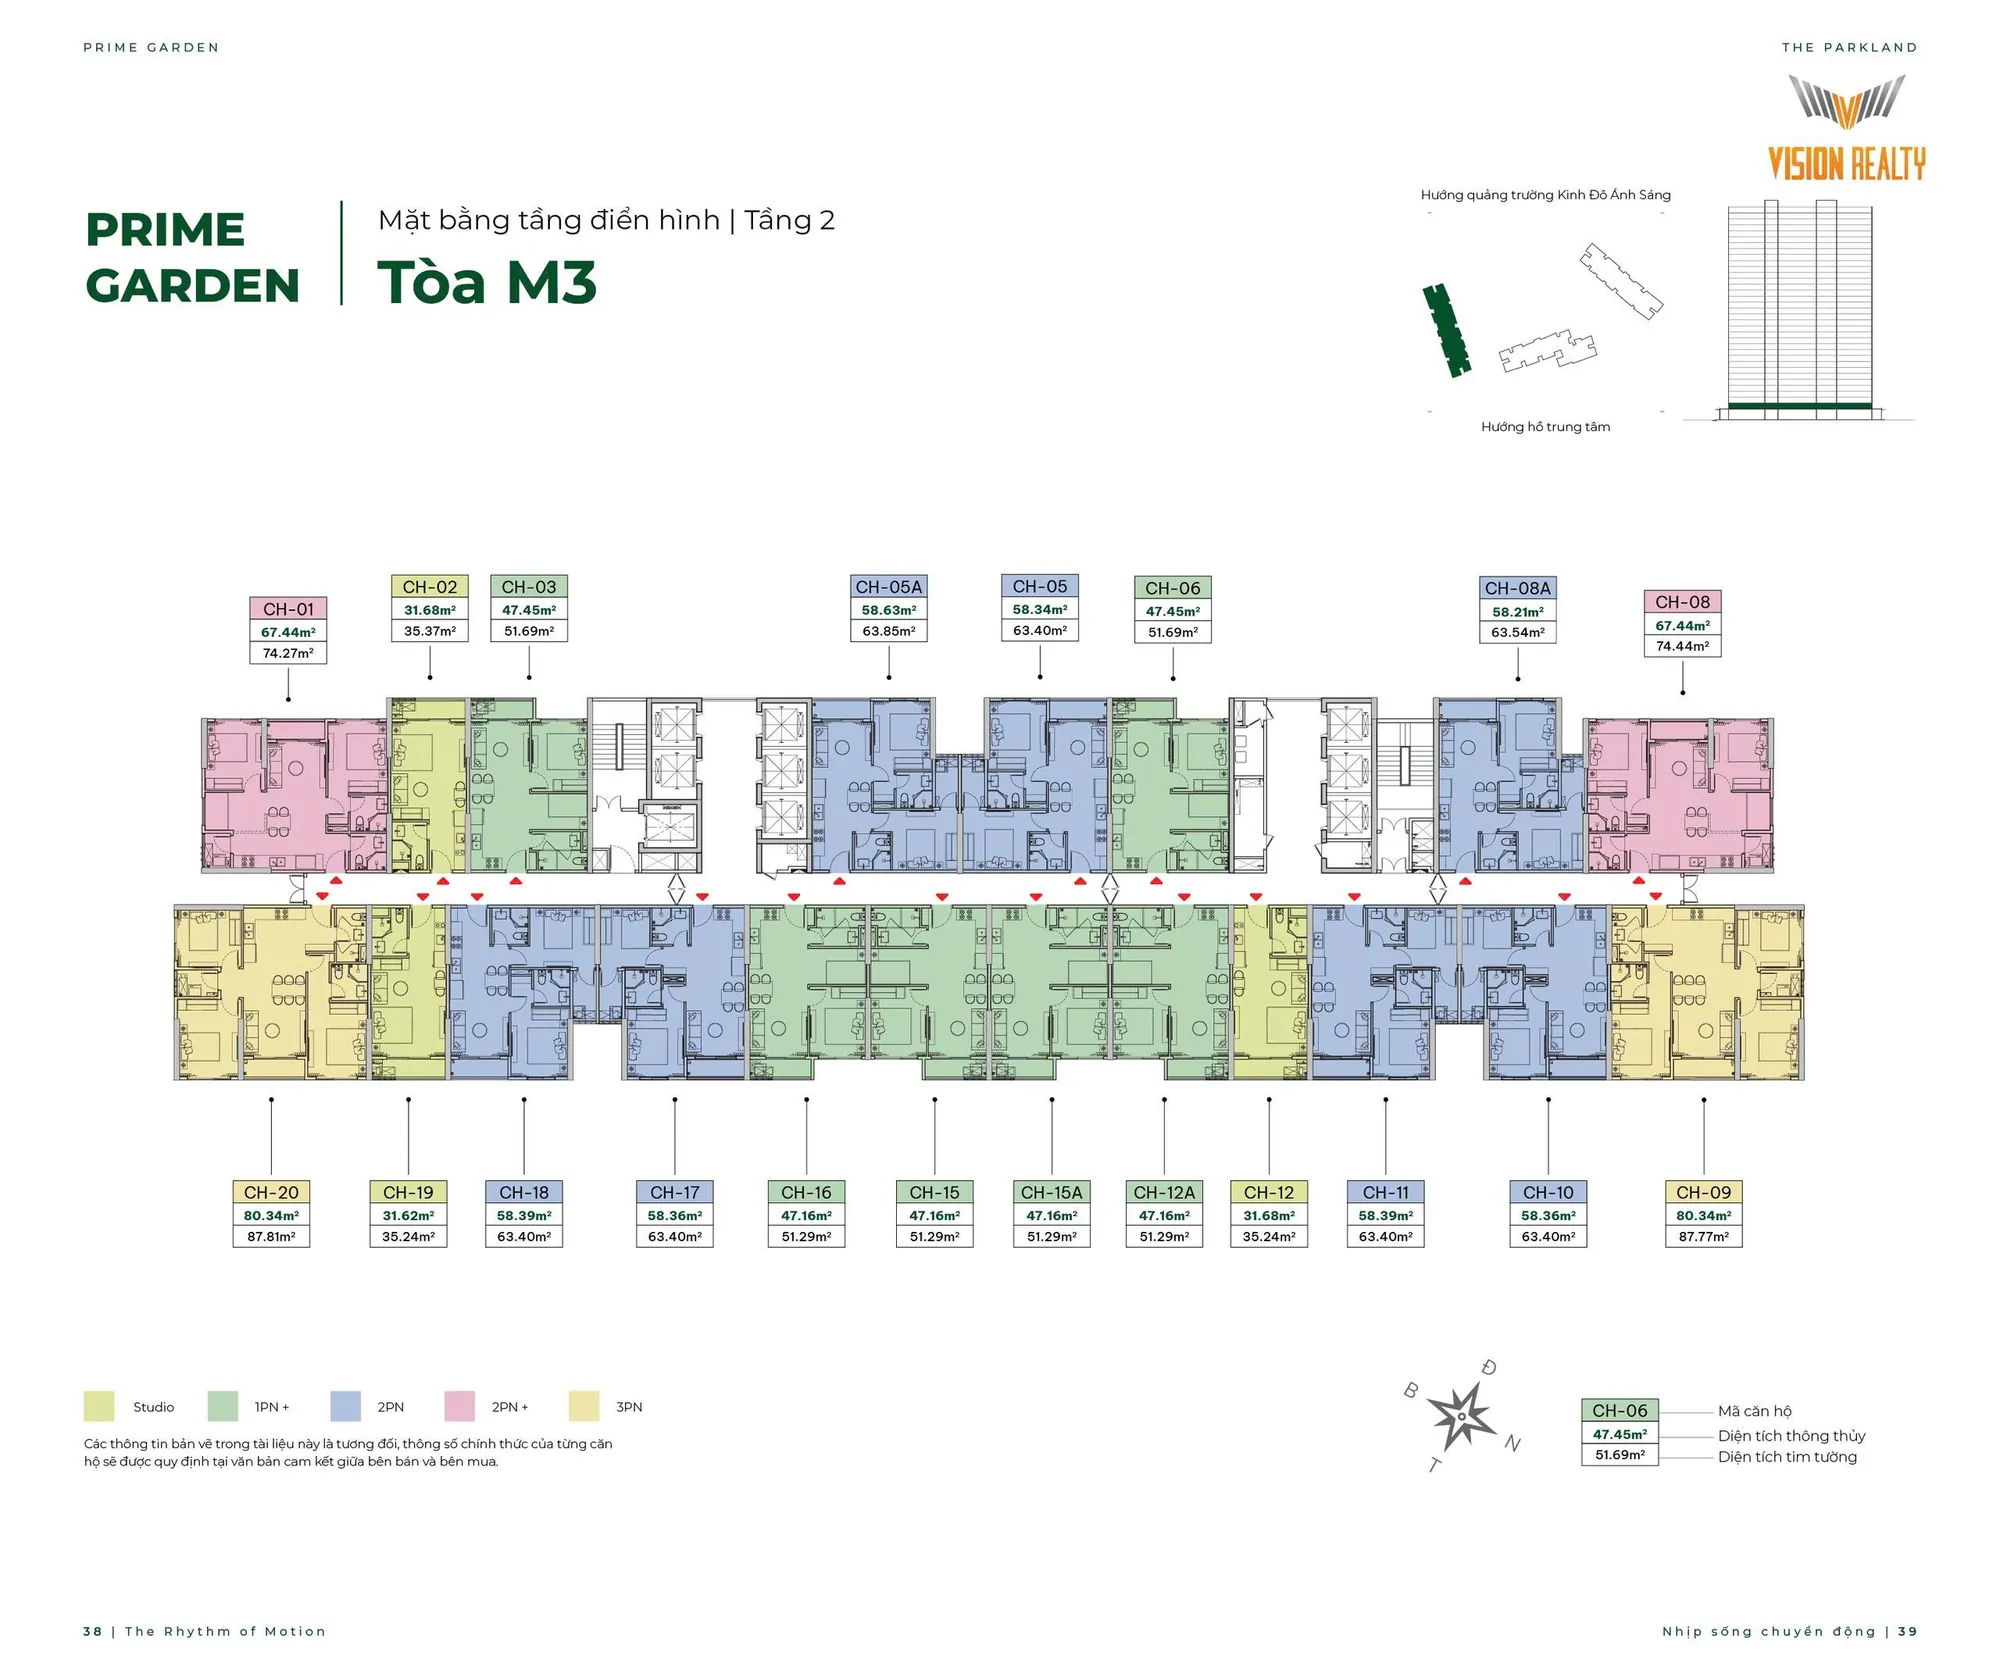 PRIME GARDEN
THE PARKLAND
VISION REALTY
PRIME
GARDEN
Mặt bằng tầng điển hình | Tầng 2
Tòa M3
Hướng quảng trường Kinh Đô Ánh Sáng
Hướng hồ trung tâm
CH-01
67.44m²
74.27m²
CH-02
31.68m²
35.37m²
CH-03
47.45m²
51.69m²
CH-05A
58.63m²
63.85m²
CH-05
58.34m²
63.40m²
CH-06
47.45m²
51.69m²
CH-08A
58.21m²
63.54m²
CH-08
67.44m²
74.44m²
CH-20
80.34m²
87.81m²
CH-19
31.62m²
35.24m²
CH-18
58.39m²
63.40m²
CH-17
58.36m²
63.40m²
CH-16
47.16m²
51.29m²
CH-15
47.16m²
51.29m²
CH-15A
47.16m²
51.29m²
CH-12A
47.16m²
51.29m²
CH-12
31.68m²
35.24m²
CH-11
58.39m²
63.40m²
CH-10
58.36m²
63.40m²
CH-09
80.34m²
87.77m²
Studio
1PN +
2PN
2PN +
3PN
Các thông tin bản vẽ trong tài liệu này là tương đối, thông số chính thức của từng căn
hộ sẽ được quy định tại văn bản cam kết giữa bên bán và bên mua.
Đ
B
N
T
CH-06
47.45m²
51.69m²
Mã căn hộ
Diện tích thông thủy
Diện tích tim tường
38 | The Rhythm of Motion
Nhịp sống chuyển động | 39